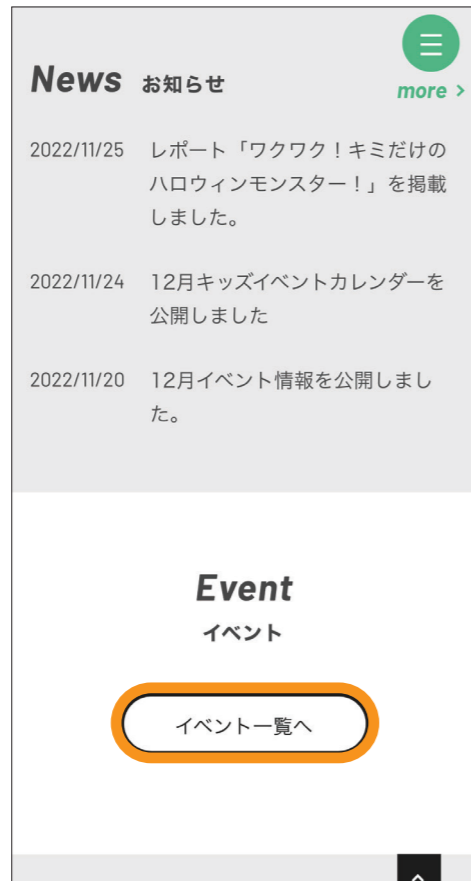 News お知らせ
more >
2022/11/25 レポート「ワクワク！キミだけの
ハロウィンモンスター！」を掲載
しました。
2022/11/24 12月キッズイベントカレンダーを
公開しました
2022/11/20 12月イベント情報を公開しまし
た。
Event
イベント
イベント一覧へ